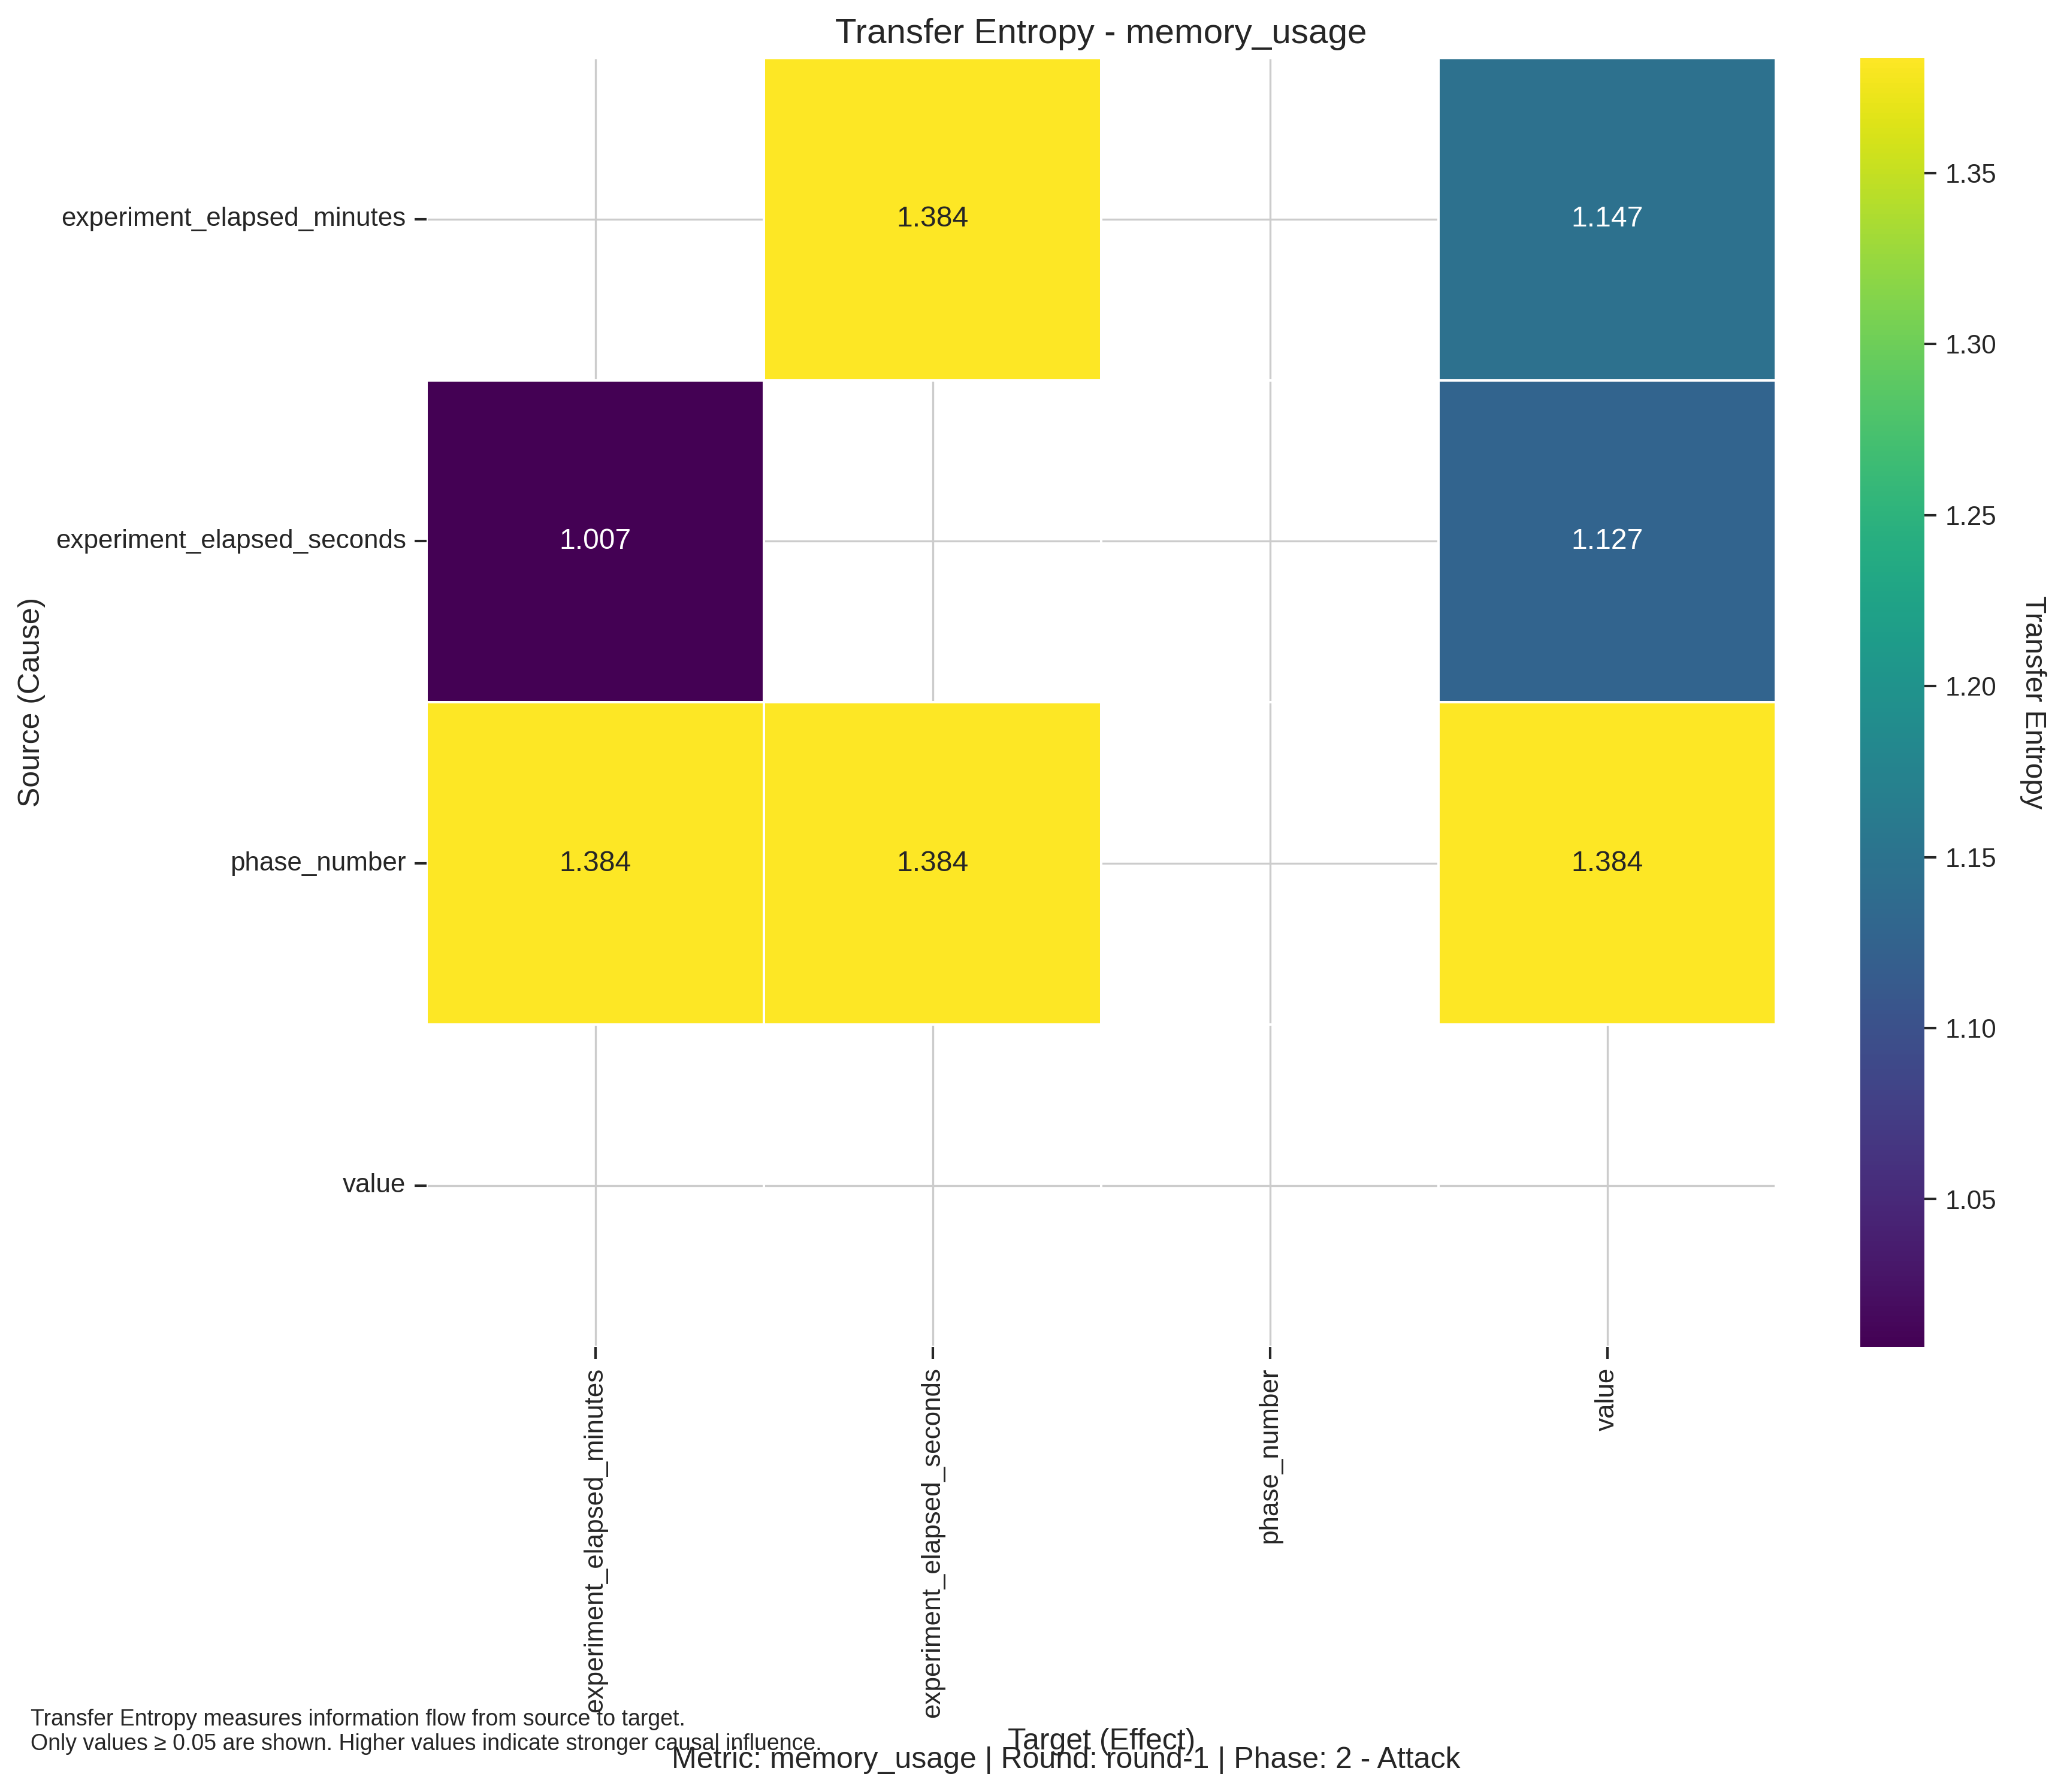 Transfer Entropy - memory_usage
experiment_elapsed_minutes
1.384
1.147
experiment_elapsed_seconds
1.007
1.127
phase_number
1.384
1.384
1.384
value
Source (Cause)
1.35
1.30
1.25
1.20
1.15
1.10
1.05
Transfer Entropy
experiment_elapsed_minutes
experiment_elapsed_seconds
phase_number
value
Transfer Entropy measures information flow from source to target.
Only values ≥ 0.05 are shown. Higher values indicate stronger causal influence.
Target (Effect)
Metric: memory_usage | Round: round-1 | Phase: 2 - Attack